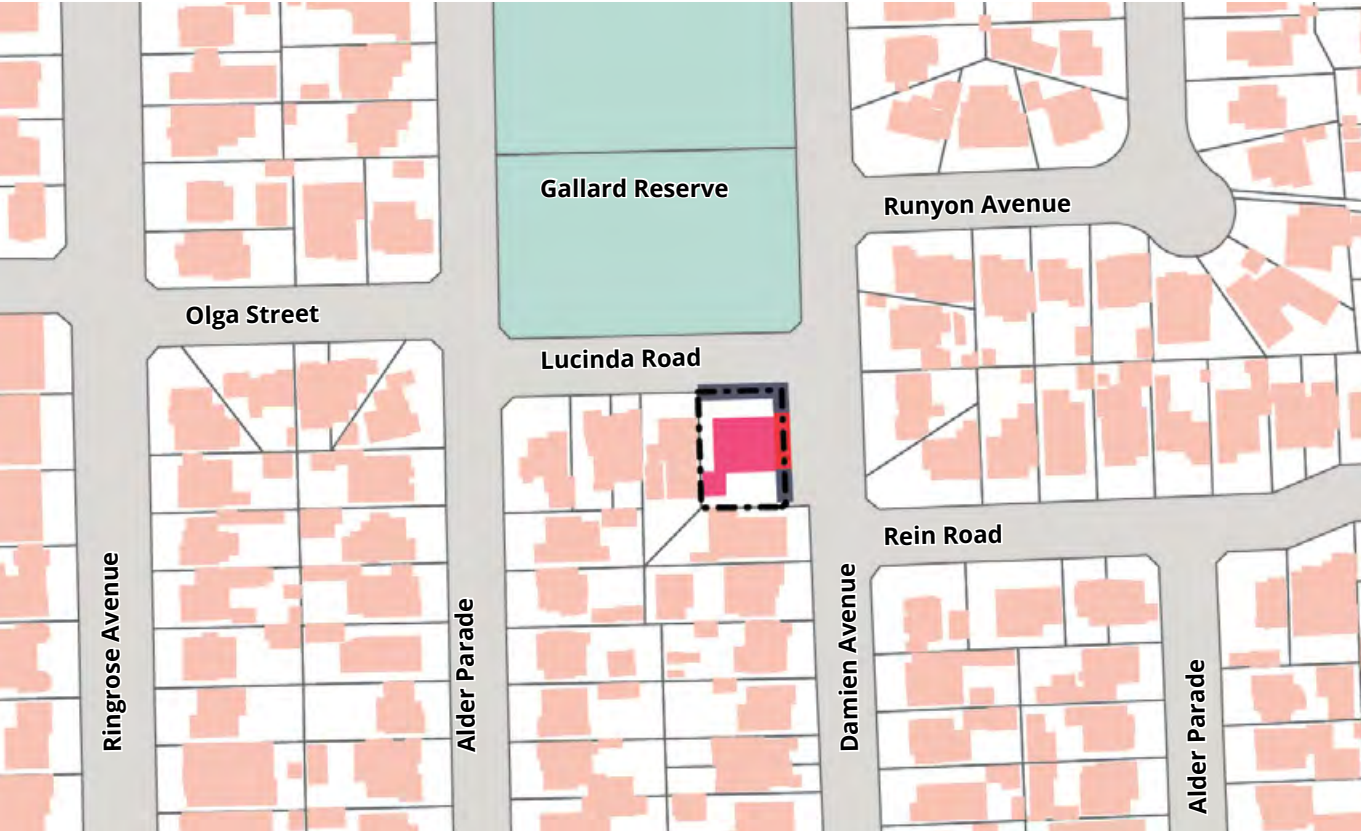 Gallard Reserve
Runyon Avenue
Olga Street
Lucinda Road
Rein Road
Ringrose Avenue
Alder Parade
Damien Avenue
Alder Parade